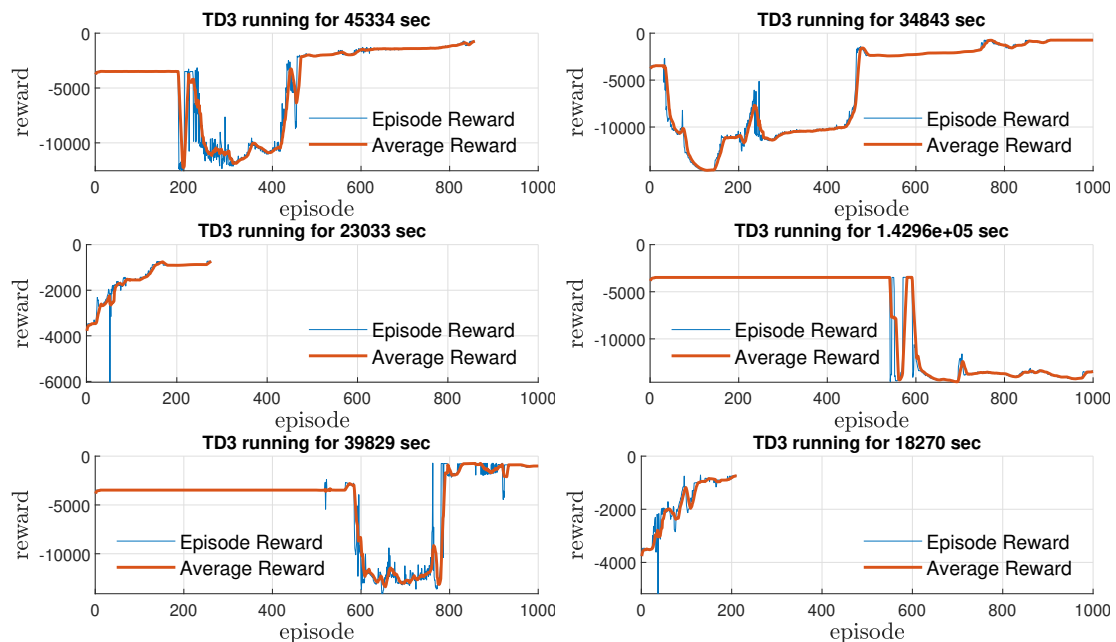 TD3 running for 45334 sec
0
-5000
-10000
reward
Episode Reward
Average Reward
0 200 400 600 800 1000
episode
TD3 running for 34843 sec
0
-5000
-10000
reward
Episode Reward
Average Reward
0 200 400 600 800 1000
episode
TD3 running for 23033 sec
0
-2000
-4000
-6000
reward
Episode Reward
Average Reward
0 200 400 600 800 1000
episode
TD3 running for 1.4296e+05 sec
0
-5000
-10000
reward
Episode Reward
Average Reward
0 200 400 600 800 1000
episode
TD3 running for 39829 sec
0
-5000
-10000
reward
Episode Reward
Average Reward
0 200 400 600 800 1000
episode
TD3 running for 18270 sec
0
-2000
-4000
reward
Episode Reward
Average Reward
0 200 400 600 800 1000
episode